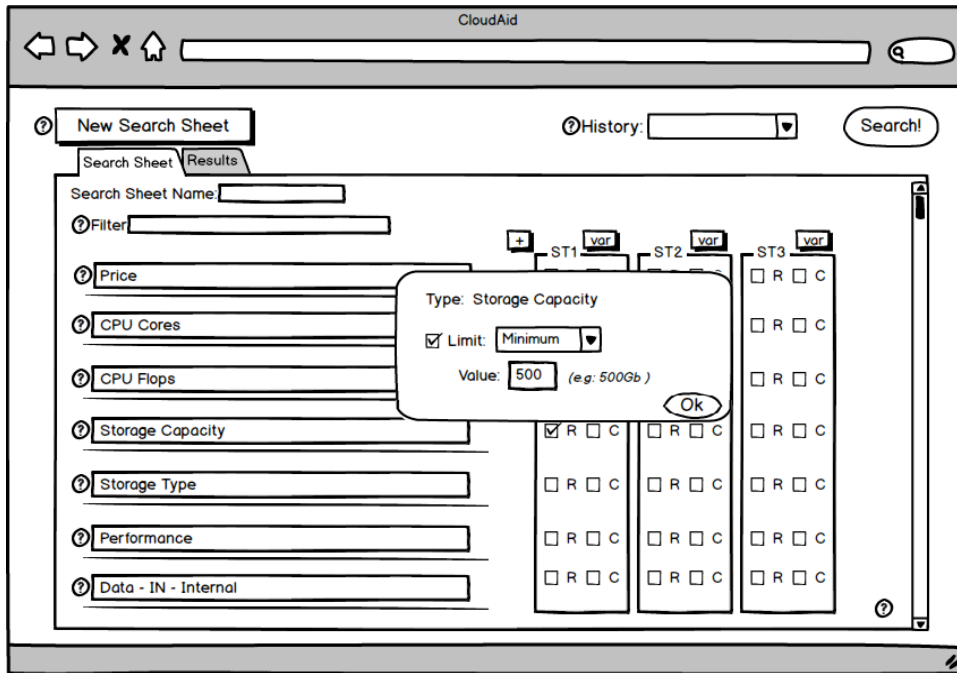 CloudAid
New Search Sheet
History:
Search!
Search Sheet Results
Search Sheet Name:
Filter
+ var var var
ST1 ST2 ST3
Price R C
CPU Cores R C
CPU Flops R C
Type: Storage Capacity
Limit: Minimum
Value: 500 (e.g: 500Gb )
Ok
Storage Capacity R C R C R C
Storage Type R C R C R C
Performance R C R C R C
Data - IN - Internal R C R C R C